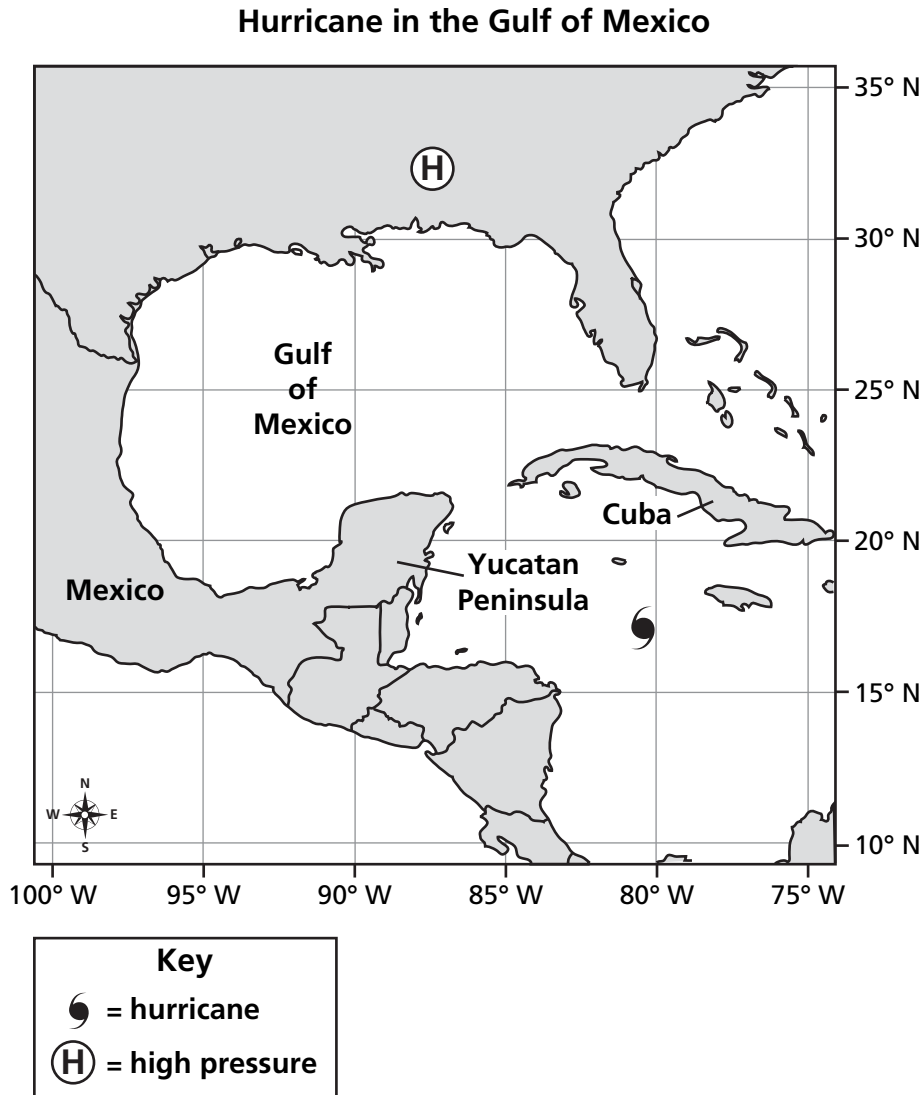 Hurricane in the Gulf of Mexico
H
35° N
30° N
Gulf
of
Mexico
25° N
Cuba
20° N
Yucatan
Peninsula
Mexico
15° N
N
W E
S
10° N
100° W 95° W 90° W 85° W 80° W 75° W
Key
= hurricane
H = high pressure